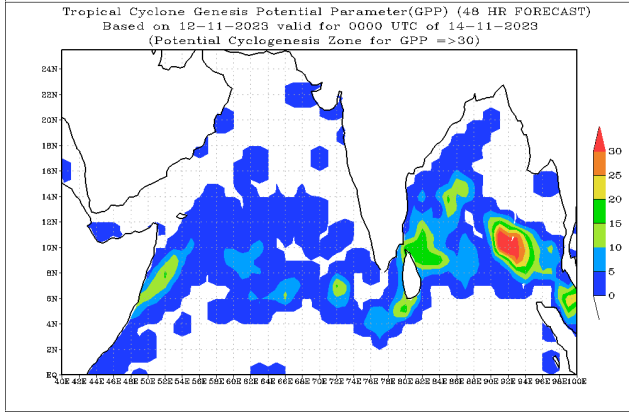 Tropical Cyclone Genesis Potential Parameter(GPP) (48 HR FORECAST)
Based on 12-11-2023 valid for 0000 UTC of 14-11-2023
(Potential Cyclogenesis Zone for GPP =>30)
24N
22N
20N
18N
16N
14N
12N
10N
8N
6N
4N
2N
EQ
40E 42E 44E 46E 48E 50E 52E 54E 56E 58E 60E 62E 64E 66E 68E 70E 72E 74E 76E 78E 80E 82E 84E 86E 88E 90E 92E 94E 96E 98E 100E
30
25
20
15
10
5
0